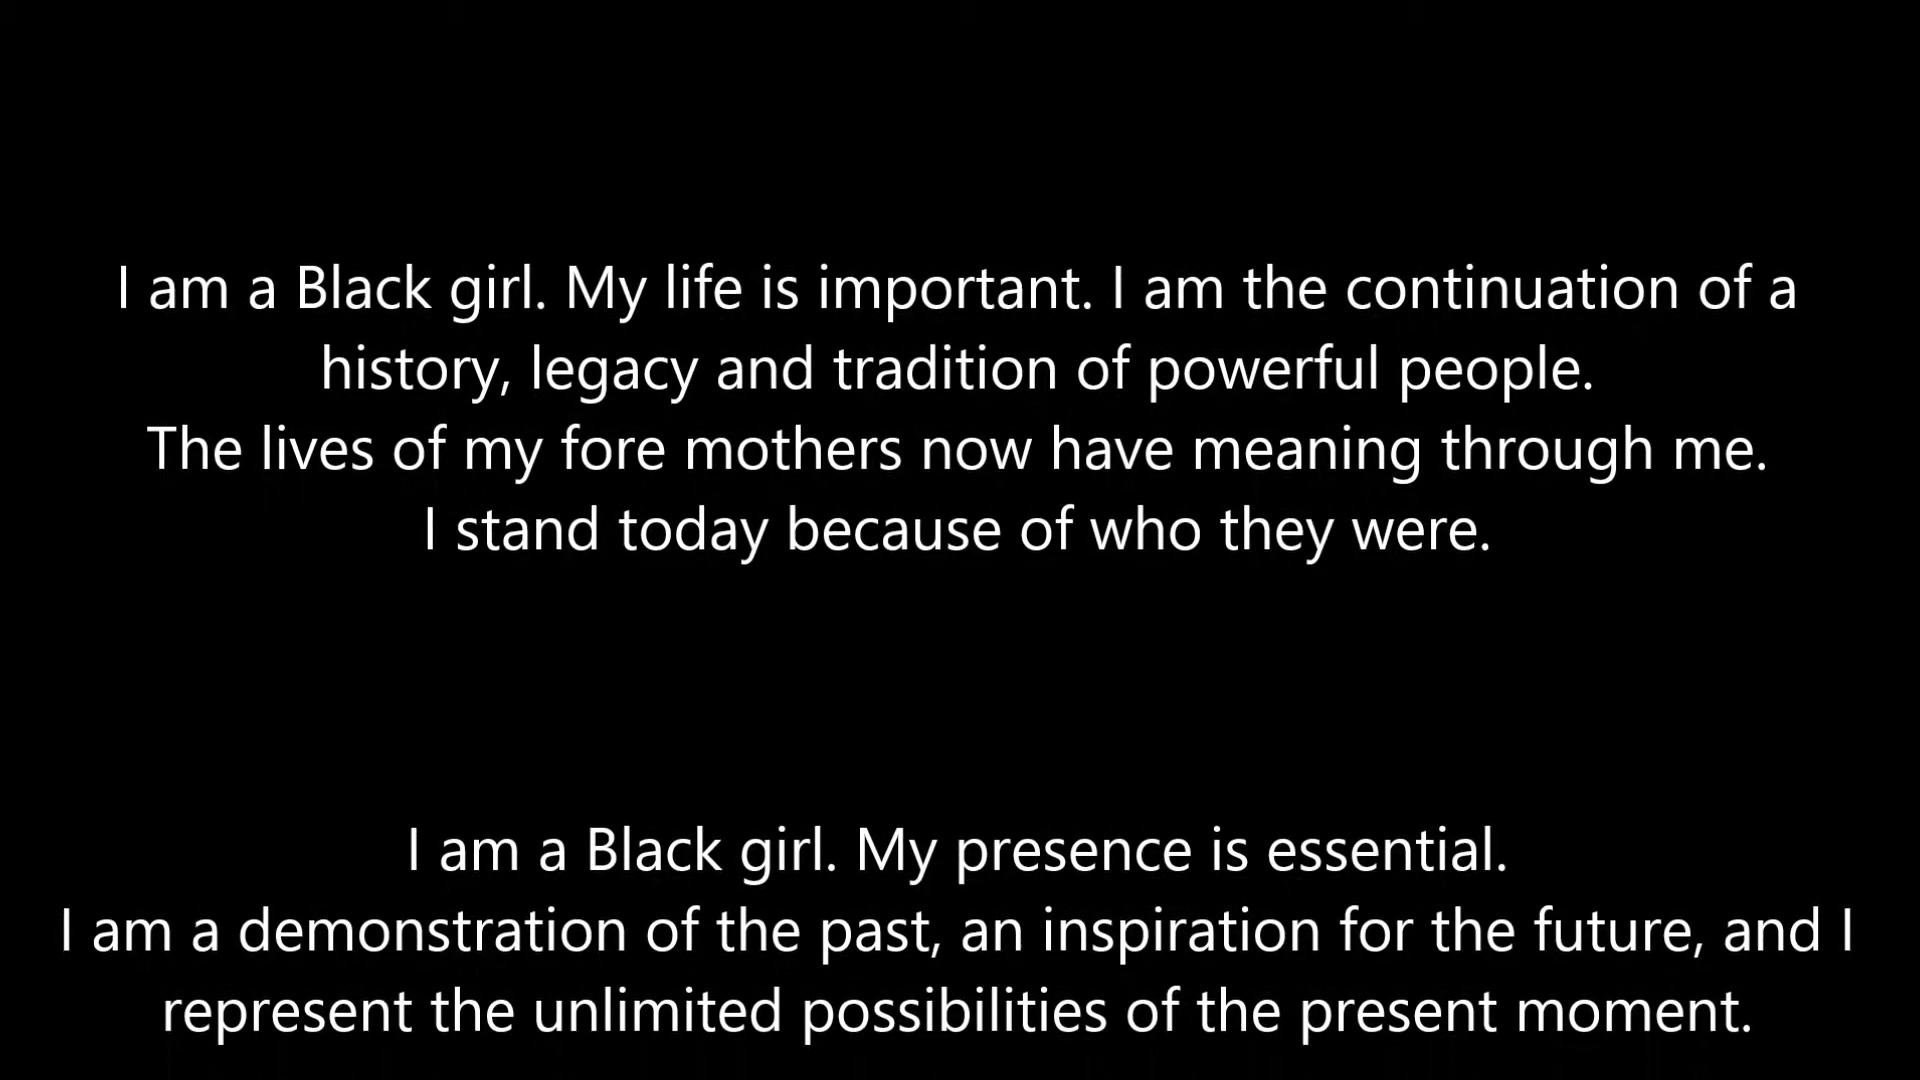 I am a Black girl. My life is important. I am the continuation of a
history, legacy and tradition of powerful people.
The lives of my fore mothers now have meaning through me.
I stand today because of who they were.
I am a Black girl. My presence is essential.
I am a demonstration of the past, an inspiration for the future, and I
represent the unlimited possibilities of the present moment.